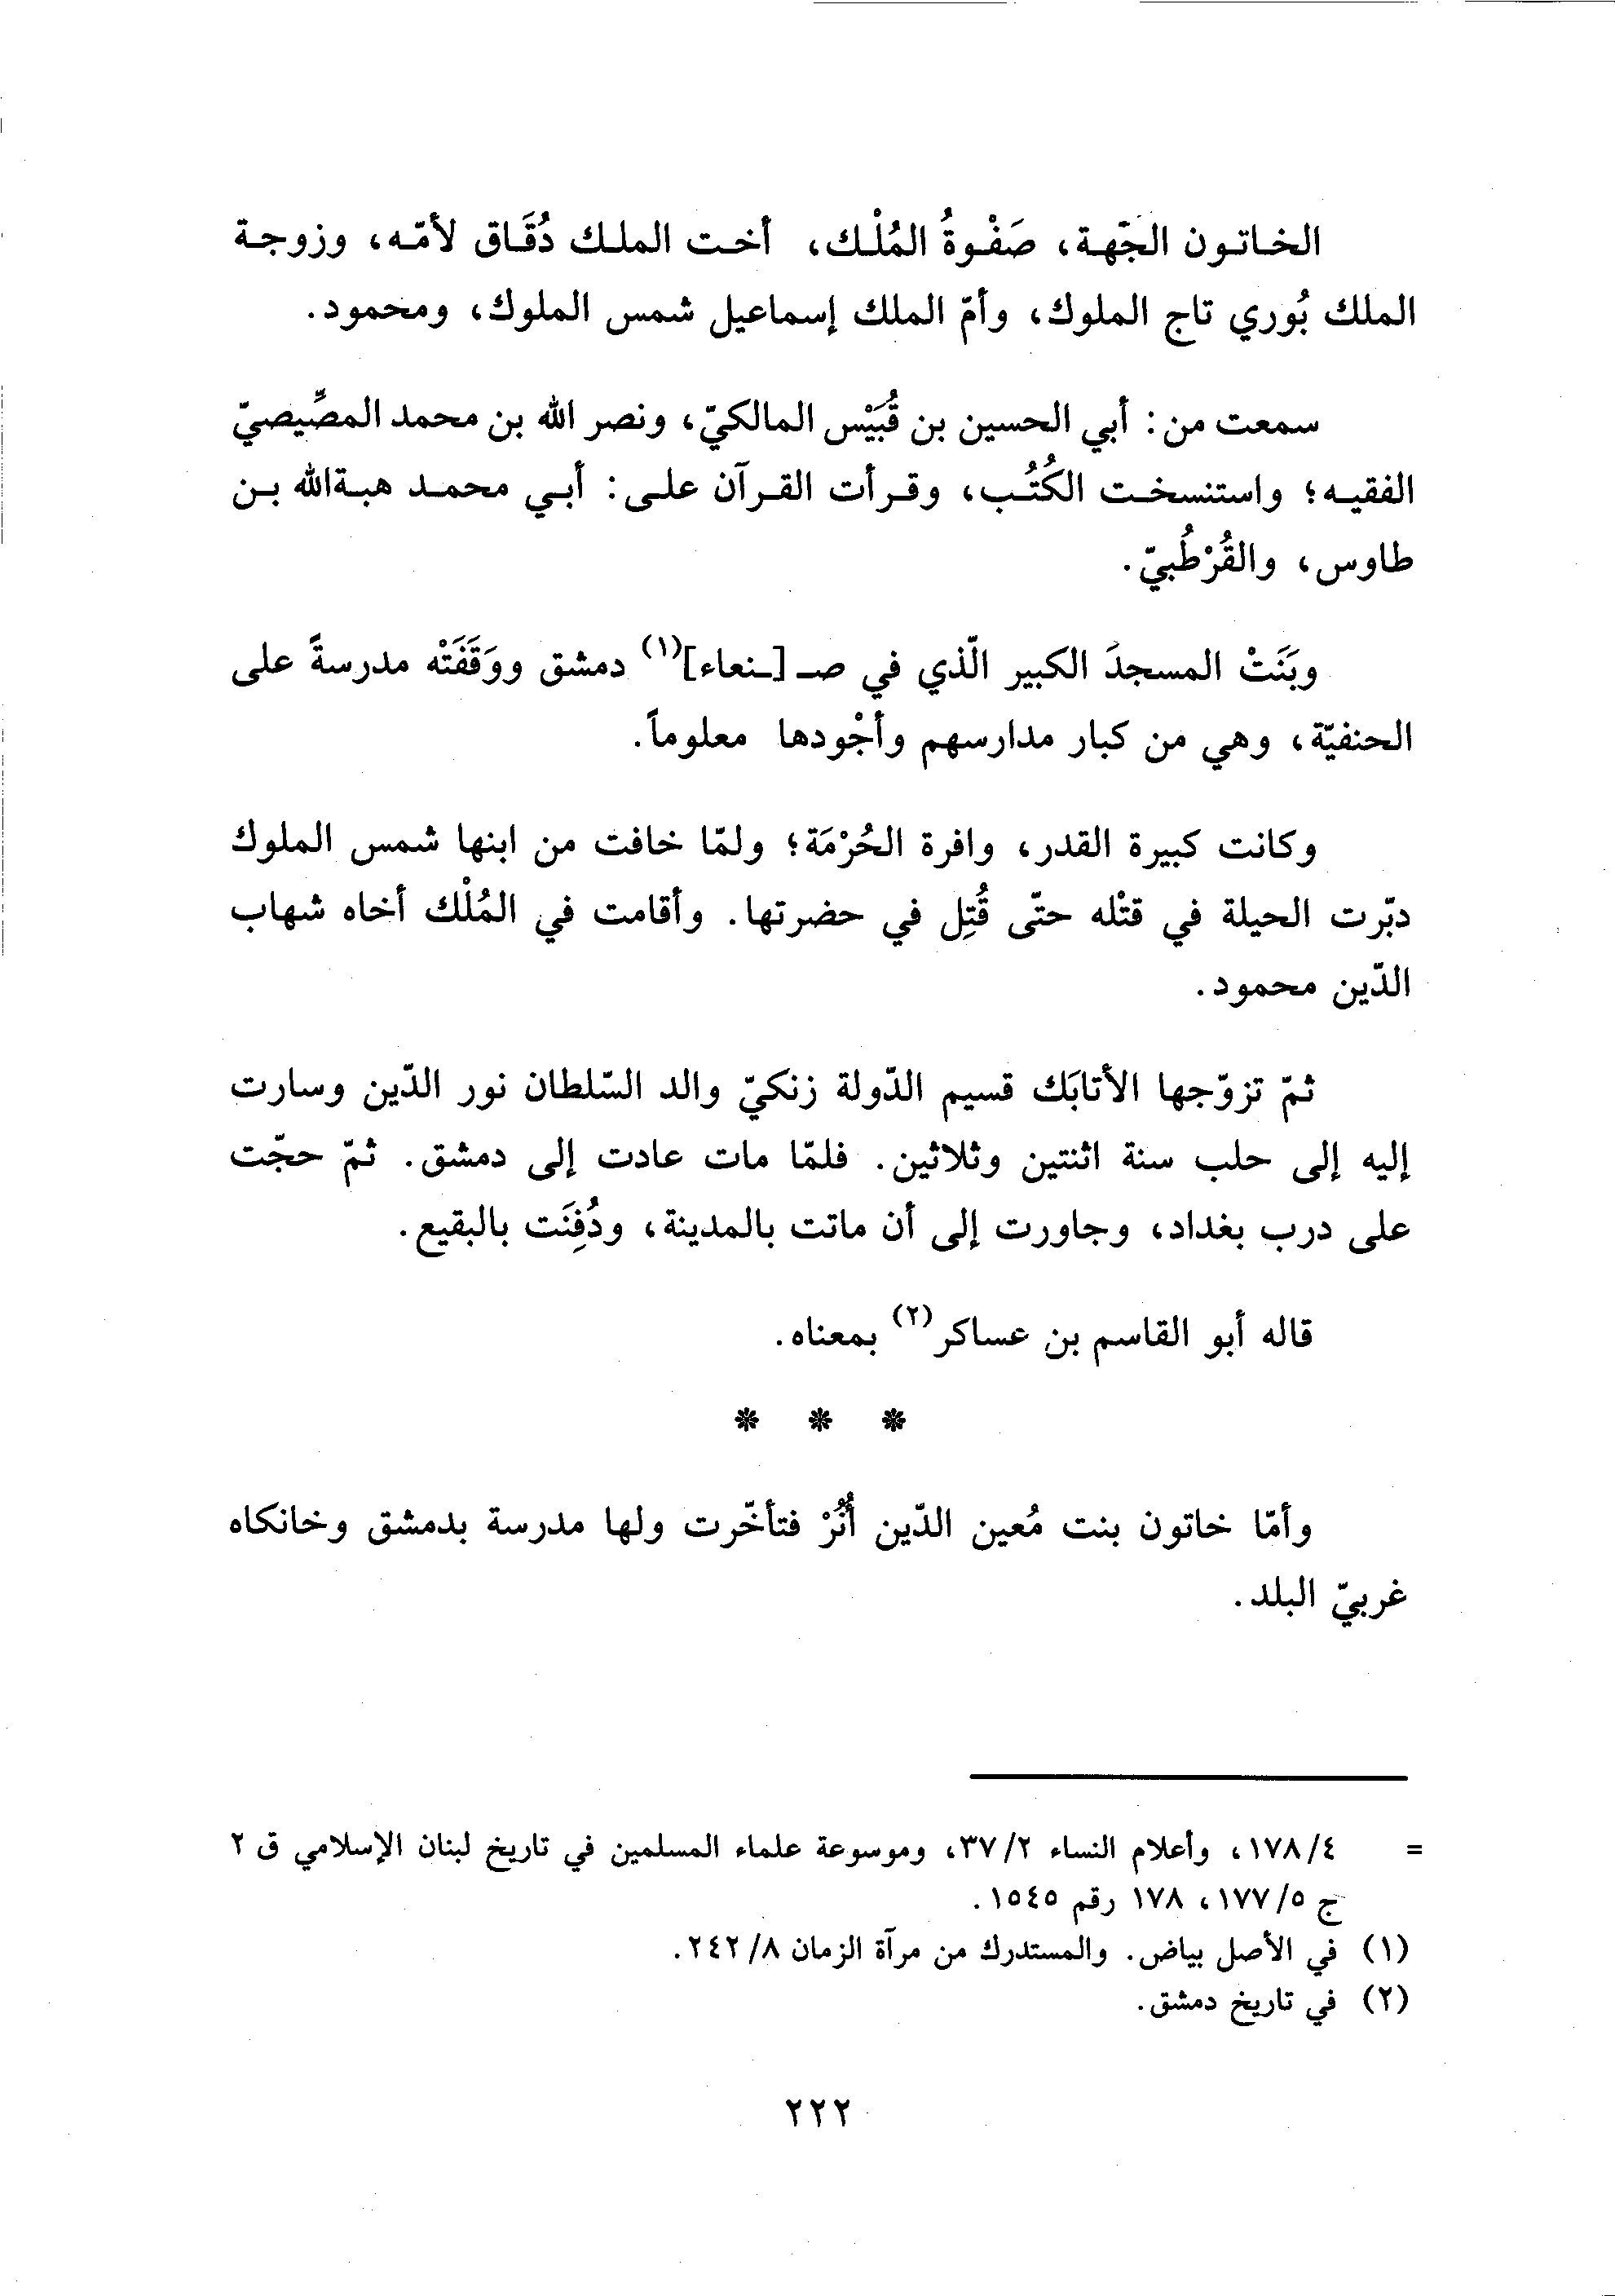 الخاتون الجّهة، صَفْوةُ المُلْك، أخت الملك دُقَاق لأمّه، وزوجة
الملك بُوري تاج الملوك، وأمّ الملك إسماعيل شمس الملوك، ومحمود.
سمعت من: أبي الحسين بن قُبَيْس المالكيّ، ونصر الله بن محمد المصِّيصيّ
الفقيه؛ واستنسخت الكُتُب، وقرأت القرآن على: أبي محمد هبةالله بن
طاوس، والقُرْطُبيّ.
وبَنَتْ المسجدَ الكبير الّذي في صـ [ـنعاء](١) دمشق ووَقَفَتْه مدرسةً على
الحنفيّة، وهي من كبار مدارسهم وأجْودها معلوماً.
وكانت كبيرة القدر، وافرة الحُرْمَة؛ ولمّا خافت من ابنها شمس الملوك
دبّرت الحيلة في قتْله حتّى قُتِل في حضرتها. وأقامت في المُلْك أخاه شهاب
الدّين محمود.
ثمّ تزوّجها الأتابَك قسيم الدّولة زنكيّ والد السّلطان نور الدّين وسارت
إليه إلى حلب سنة اثنتين وثلاثين. فلمّا مات عادت إلى دمشق. ثمّ حجّت
على درب بغداد، وجاورت إلى أن ماتت بالمدينة، ودُفِنَت بالبقيع.
قاله أبو القاسم بن عساكر(٢) بمعناه.
* * *
وأمّا خاتون بنت مُعين الدّين أُنُرْ فتأخّرت ولها مدرسة بدمشق وخانكاه
غربيّ البلد.
= ١٧٨/٤، وأعلام النساء ٣٧/٢، وموسوعة علماء المسلمين في تاريخ لبنان الإسلامي ق ٢
ج ١٧٧/٥، ١٧٨ رقم ١٥٤٥.
(١) في الأصل بياض. والمستدرك من مرآة الزمان ٢٤٢/٨.
(٢) في تاريخ دمشق.
٢٢٢